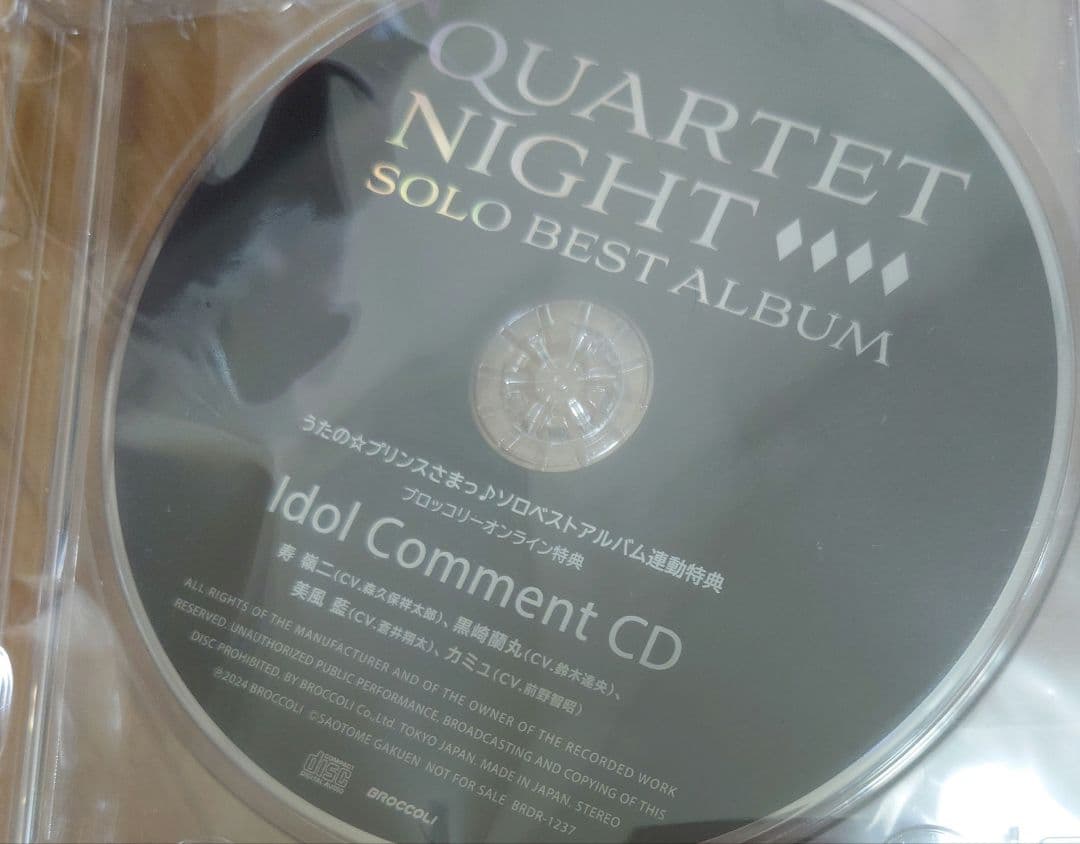 QUARTET
NIGHT
SOLO BEST ALBUM
うたの☆プリンスさまっ♪ソロベストアルバム連動特典
ブロッコリーオンライン特典
Idol Comment CD
寿 嶺二(CV.森久保祥太郎)、黒崎蘭丸(CV.鈴木達央)、
美風 藍(CV.蒼井翔太)、カミュ(CV.前野智昭)
ALL RIGHTS OF THE MANUFACTURER AND OF THE OWNER OF THE RECORDED WORK
RESERVED. UNAUTHORIZED PUBLIC PERFORMANCE, BROADCASTING AND COPYING OF THIS
DISC PROHIBITED. BY BROCCOLI Co.,Ltd. TOKYO JAPAN. MADE IN JAPAN. STEREO
℗2024 BROCCOLI ©SAOTOME GAKUEN NOT FOR SALE BRDR-1237
COMPACT
disc
DIGITAL AUDIO
BROCCOLI